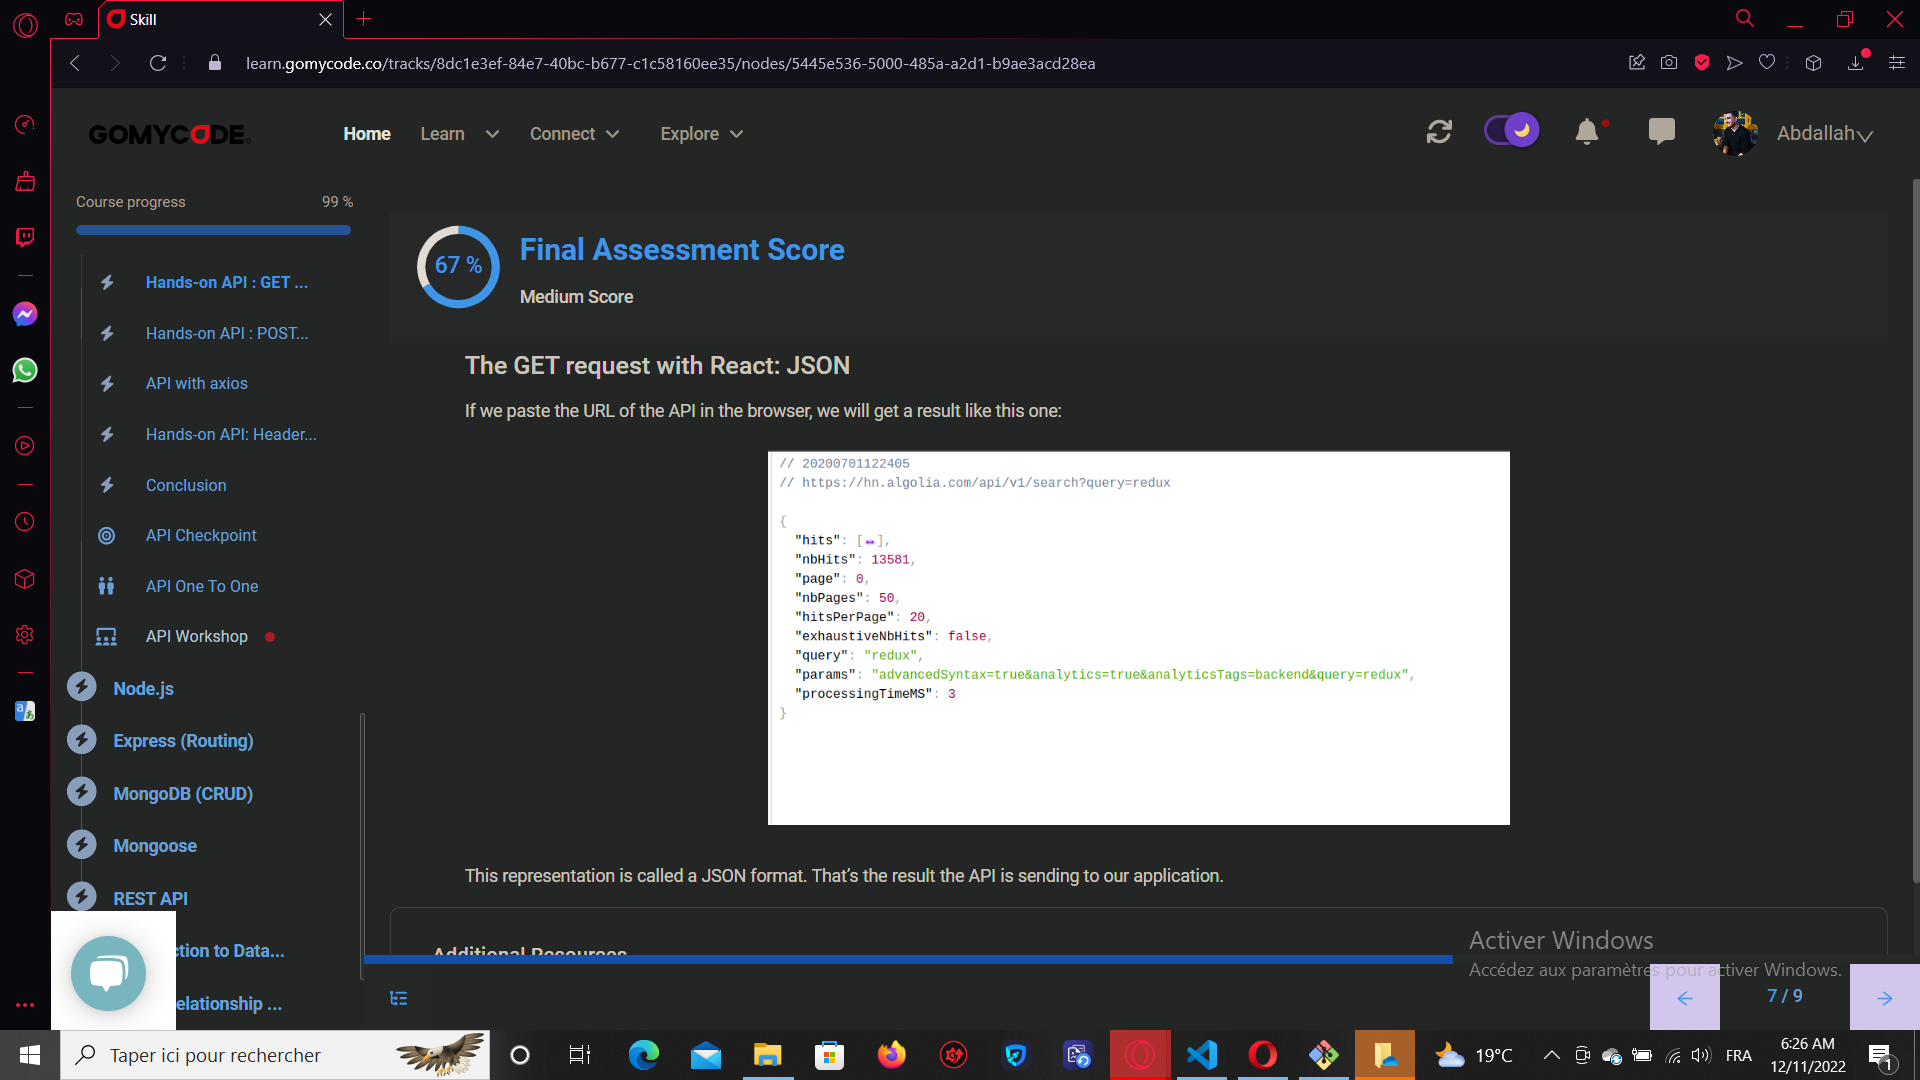 Skill
learn.gomycode.co/tracks/8dc1e3ef-84e7-40bc-b677-c1c58160ee35/nodes/5445e536-5000-485a-a2d1-b9ae3acd28ea
GOMYCODE
Home
Learn
Connect
Explore
Abdallah
Course progress
99 %
Hands-on API : GET ...
Hands-on API : POST...
API with axios
Hands-on API: Header...
Conclusion
API Checkpoint
API One To One
API Workshop
Node.js
Express (Routing)
MongoDB (CRUD)
Mongoose
REST API
ction to Data...
elationship ...
67 %
Final Assessment Score
Medium Score
The GET request with React: JSON
If we paste the URL of the API in the browser, we will get a result like this one:
// 20200701122405
// https://hn.algolia.com/api/v1/search?query=redux
{
"hits": [↔],
"nbHits": 13581,
"page": 0,
"nbPages": 50,
"hitsPerPage": 20,
"exhaustiveNbHits": false,
"query": "redux",
"params": "advancedSyntax=true&analytics=true&analyticsTags=backend&query=redux",
"processingTimeMS": 3
}
This representation is called a JSON format. That's the result the API is sending to our application.
Additional Resources
Activer Windows
Accédez aux paramètres pour activer Windows.
7 / 9
Taper ici pour rechercher
19°C
FRA
6:26 AM
12/11/2022
1